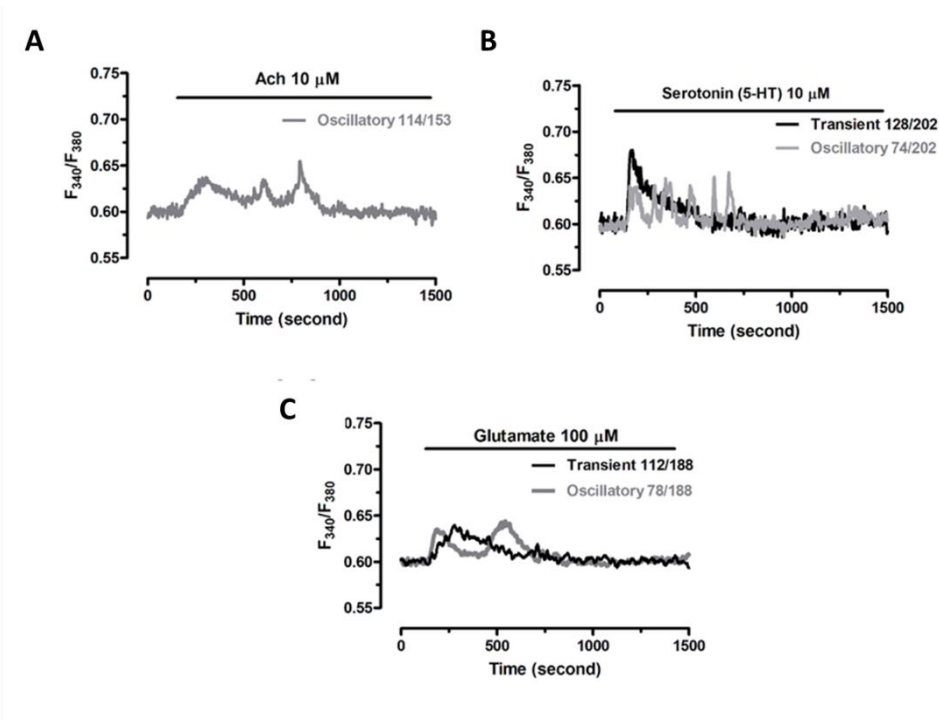 A
Ach 10 μM
Oscillatory 114/153
0.75
0.70
0.65
0.60
0.55
F340/F380
0 500 1000 1500
Time (second)
B
Serotonin (5-HT) 10 μM
Transient 128/202
Oscillatory 74/202
0.75
0.70
0.65
0.60
0.55
F340/F380
0 500 1000 1500
Time (second)
C
Glutamate 100 μM
Transient 112/188
Oscillatory 78/188
0.75
0.70
0.65
0.60
0.55
F340/F380
0 500 1000 1500
Time (second)